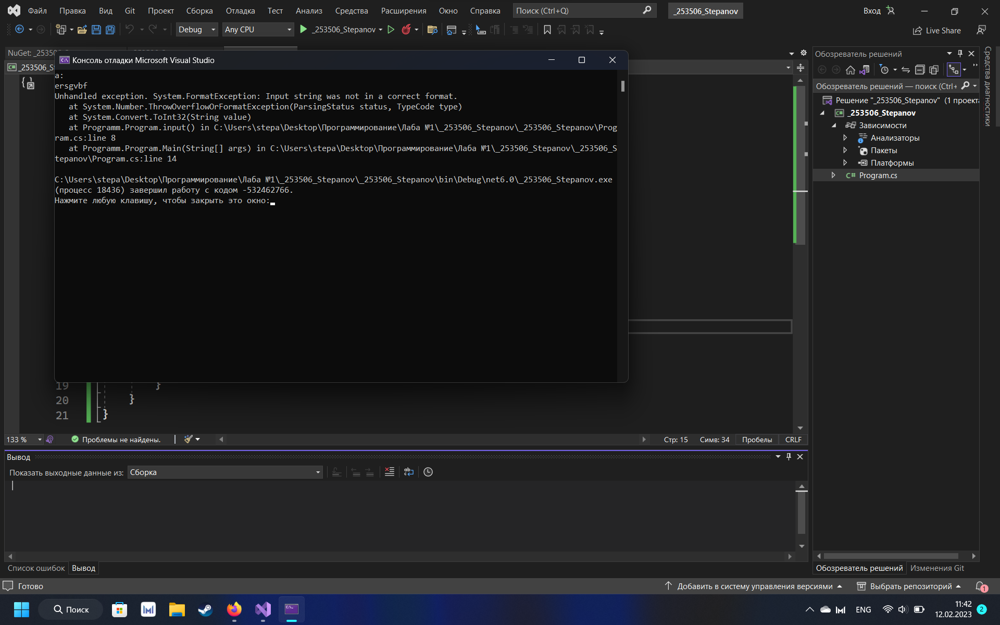 Файл Правка Вид Git Проект Сборка Отладка Тест Анализ Средства Расширения Окно Справка Поиск (Ctrl+Q) _253506_Stepanov Вход
Debug Any CPU _253506_Stepanov Live Share
NuGet:
Консоль отладки Microsoft Visual Studio
a:
ersgvbf
Unhandled exception. System.FormatException: Input string was not in a correct format.
at System.Number.ThrowOverflowOrFormatException(ParsingStatus status, TypeCode type)
at System.Convert.ToInt32(String value)
at Programm.Program.input() in C:\Users\stepa\Desktop\Программирование\Лаба №1\_253506_Stepanov\_253506_Stepanov\Prog
ram.cs:line 8
at Programm.Program.Main(String[] args) in C:\Users\stepa\Desktop\Программирование\Лаба №1\_253506_Stepanov\_253506_S
tepanov\Program.cs:line 14
C:\Users\stepa\Desktop\Программирование\Лаба №1\_253506_Stepanov\_253506_Stepanov\bin\Debug\net6.0\_253506_Stepanov.exe
(процесс 18436) завершил работу с кодом -532462766.
Нажмите любую клавишу, чтобы закрыть это окно:
19 }
20 }
21 }
133 % Проблемы не найдены. Стр: 15 Симв: 34 Пробелы CRLF
Вывод
Показать выходные данные из: Сборка
Список ошибок Вывод
Обозреватель решений
Обозреватель решений — поиск (Ctrl+
Решение "_253506_Stepanov" (1 проекта
_253506_Stepanov
Зависимости
Анализаторы
Пакеты
Платформы
C# Program.cs
Обозреватель решений Изменения Git
Средства диагностики
Готово Добавить в систему управления версиями Выбрать репозиторий 1
Поиск ENG 11:42 2
12.02.2023